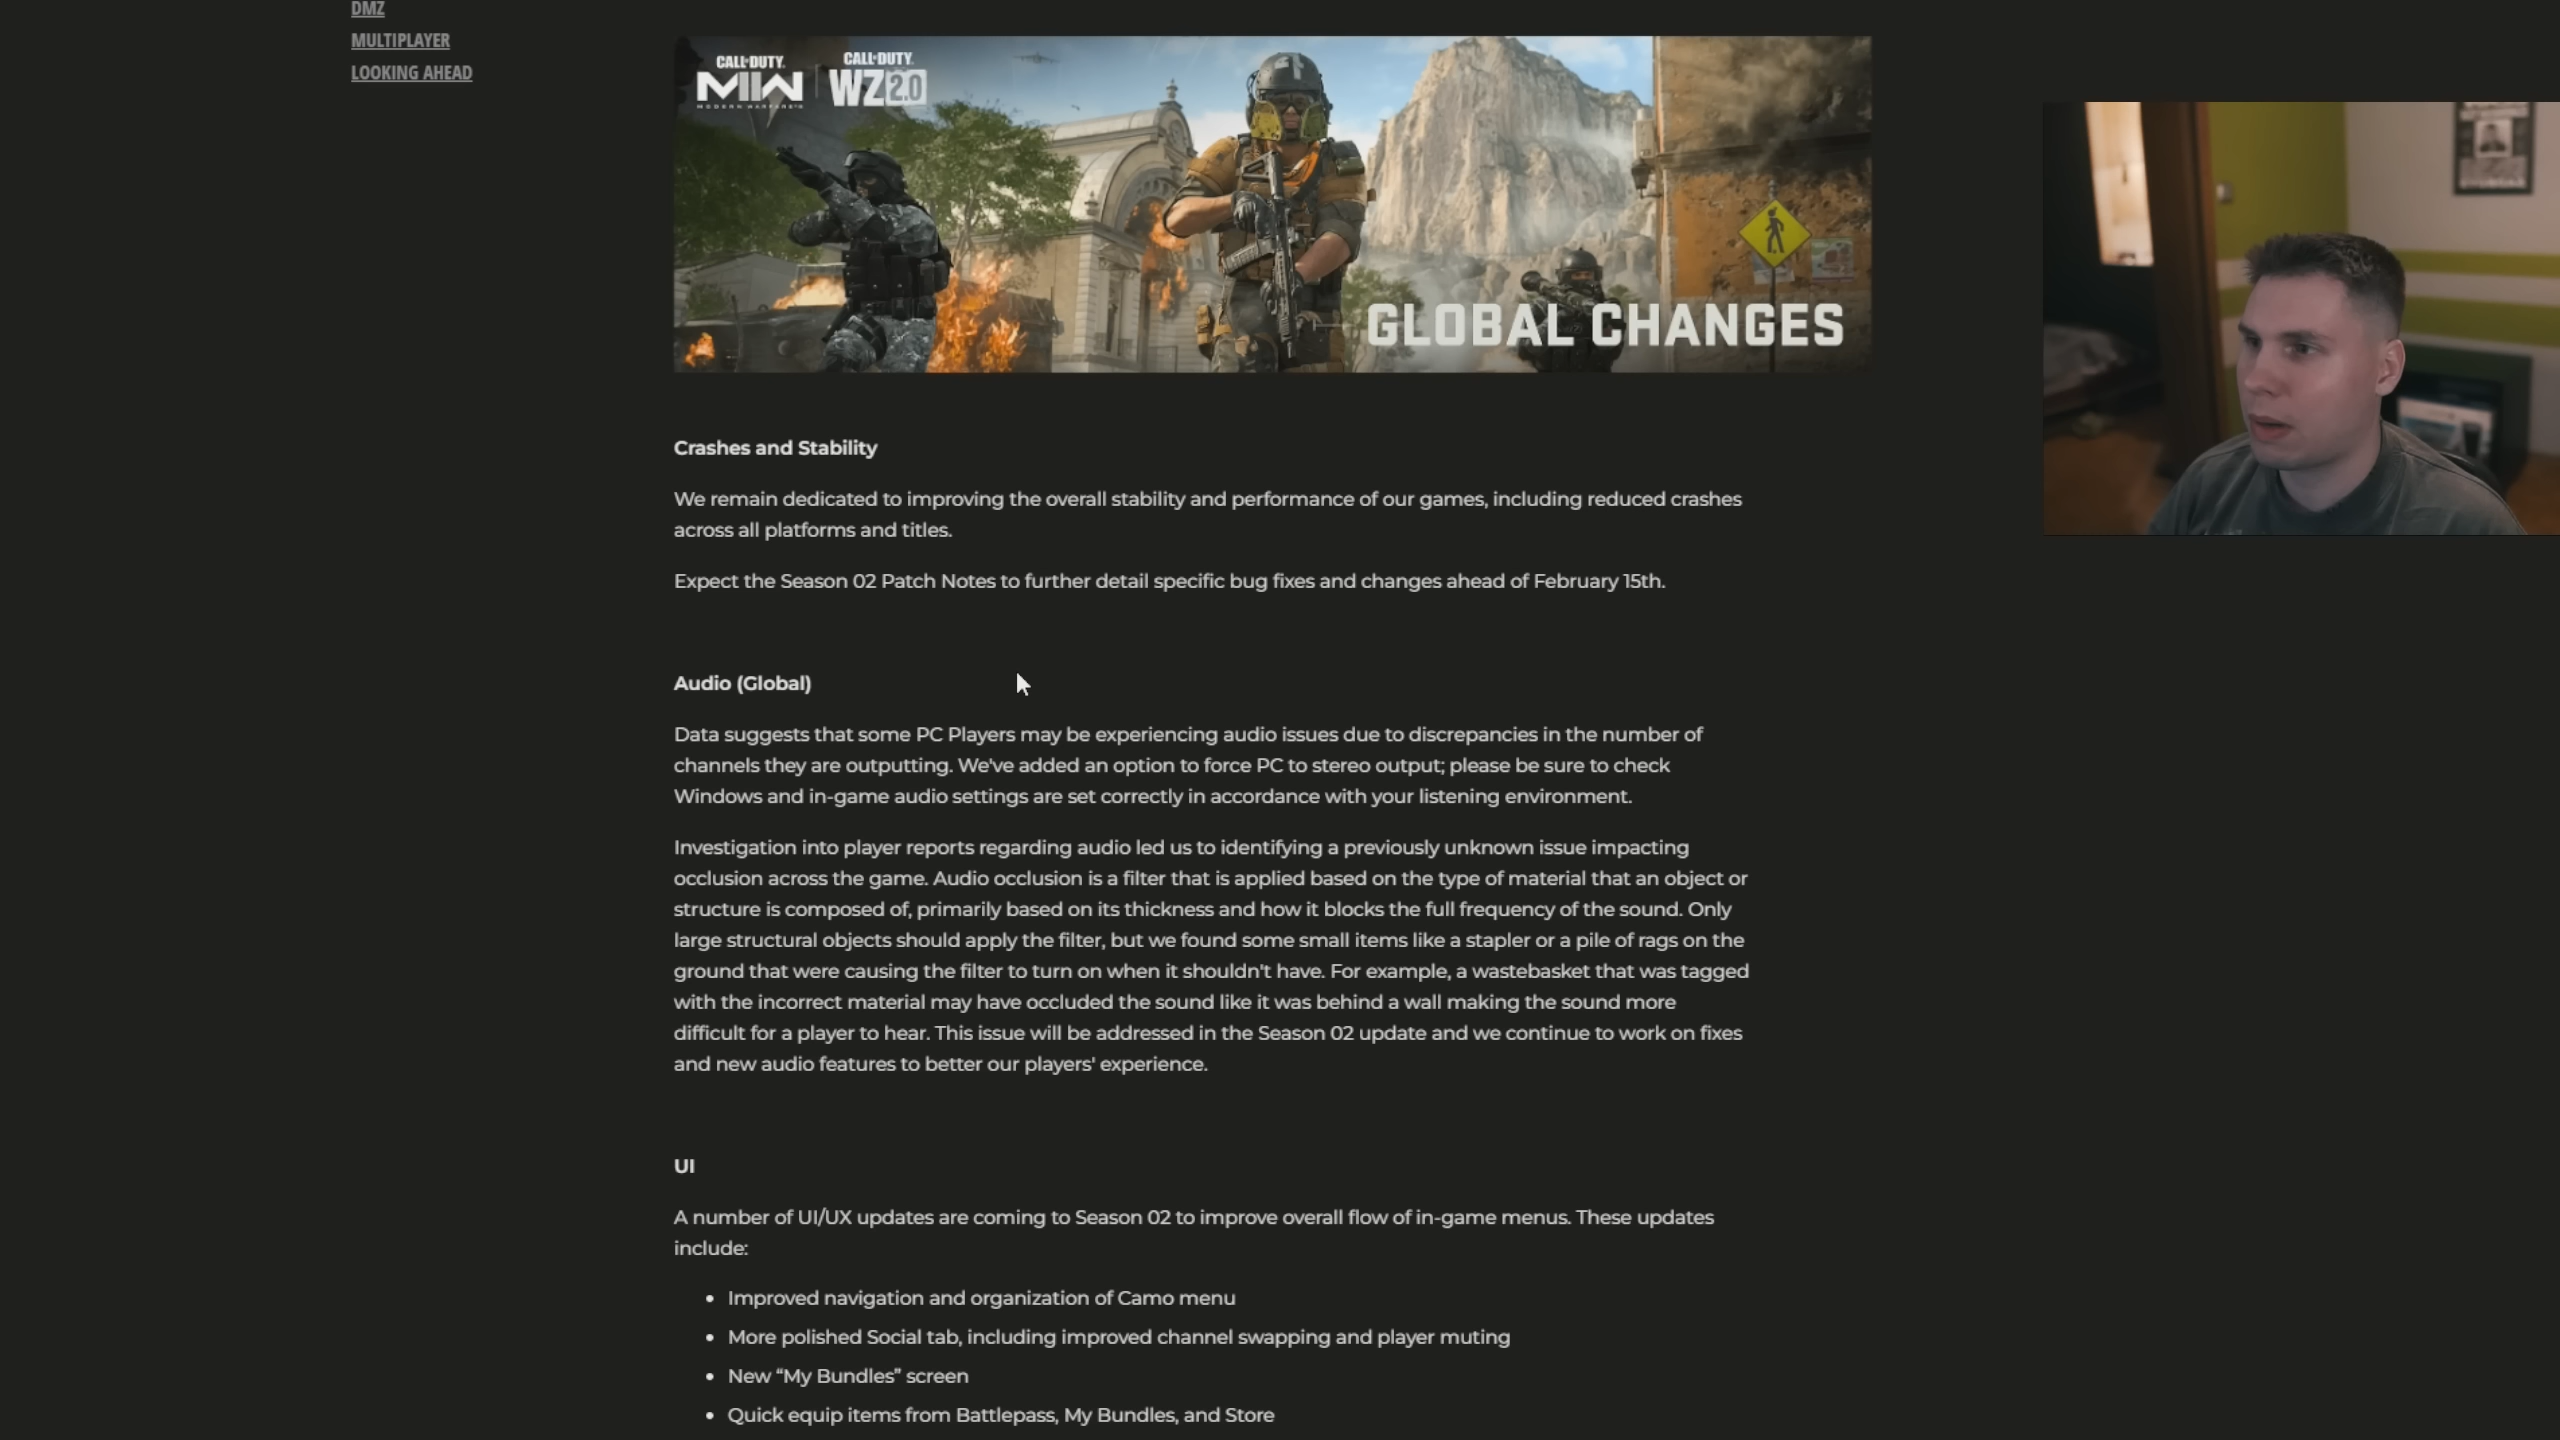 DMZ
MULTIPLAYER
LOOKING AHEAD
CALL·DUTY. CALL·DUTY.
MWII WZ 2.0
MODERN WARFARE II
GLOBAL CHANGES
Crashes and Stability
We remain dedicated to improving the overall stability and performance of our games, including reduced crashes
across all platforms and titles.
Expect the Season 02 Patch Notes to further detail specific bug fixes and changes ahead of February 15th.
Audio (Global)
Data suggests that some PC Players may be experiencing audio issues due to discrepancies in the number of
channels they are outputting. We've added an option to force PC to stereo output; please be sure to check
Windows and in-game audio settings are set correctly in accordance with your listening environment.
Investigation into player reports regarding audio led us to identifying a previously unknown issue impacting
occlusion across the game. Audio occlusion is a filter that is applied based on the type of material that an object or
structure is composed of, primarily based on its thickness and how it blocks the full frequency of the sound. Only
large structural objects should apply the filter, but we found some small items like a stapler or a pile of rags on the
ground that were causing the filter to turn on when it shouldn't have. For example, a wastebasket that was tagged
with the incorrect material may have occluded the sound like it was behind a wall making the sound more
difficult for a player to hear. This issue will be addressed in the Season 02 update and we continue to work on fixes
and new audio features to better our players' experience.
UI
A number of UI/UX updates are coming to Season 02 to improve overall flow of in-game menus. These updates
include:
• Improved navigation and organization of Camo menu
• More polished Social tab, including improved channel swapping and player muting
• New “My Bundles” screen
• Quick equip items from Battlepass, My Bundles, and Store